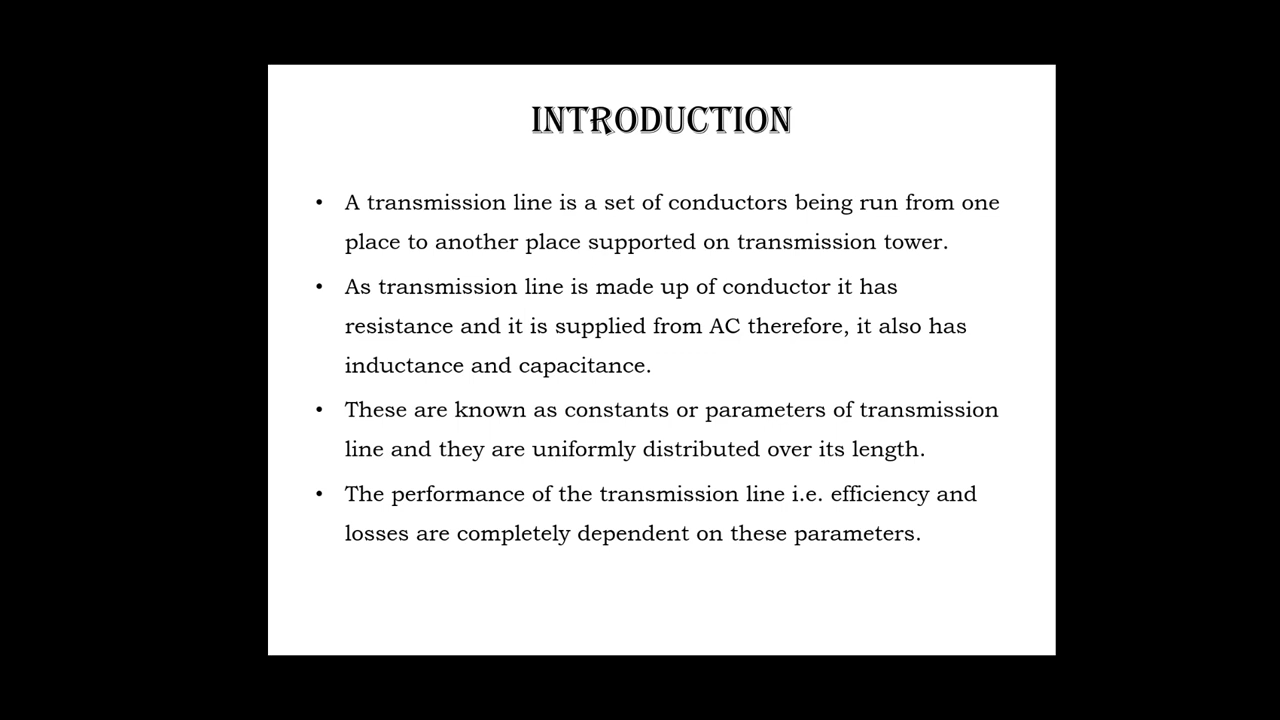 INTRODUCTION
• A transmission line is a set of conductors being run from one
place to another place supported on transmission tower.
• As transmission line is made up of conductor it has
resistance and it is supplied from AC therefore, it also has
inductance and capacitance.
• These are known as constants or parameters of transmission
line and they are uniformly distributed over its length.
• The performance of the transmission line i.e. efficiency and
losses are completely dependent on these parameters.